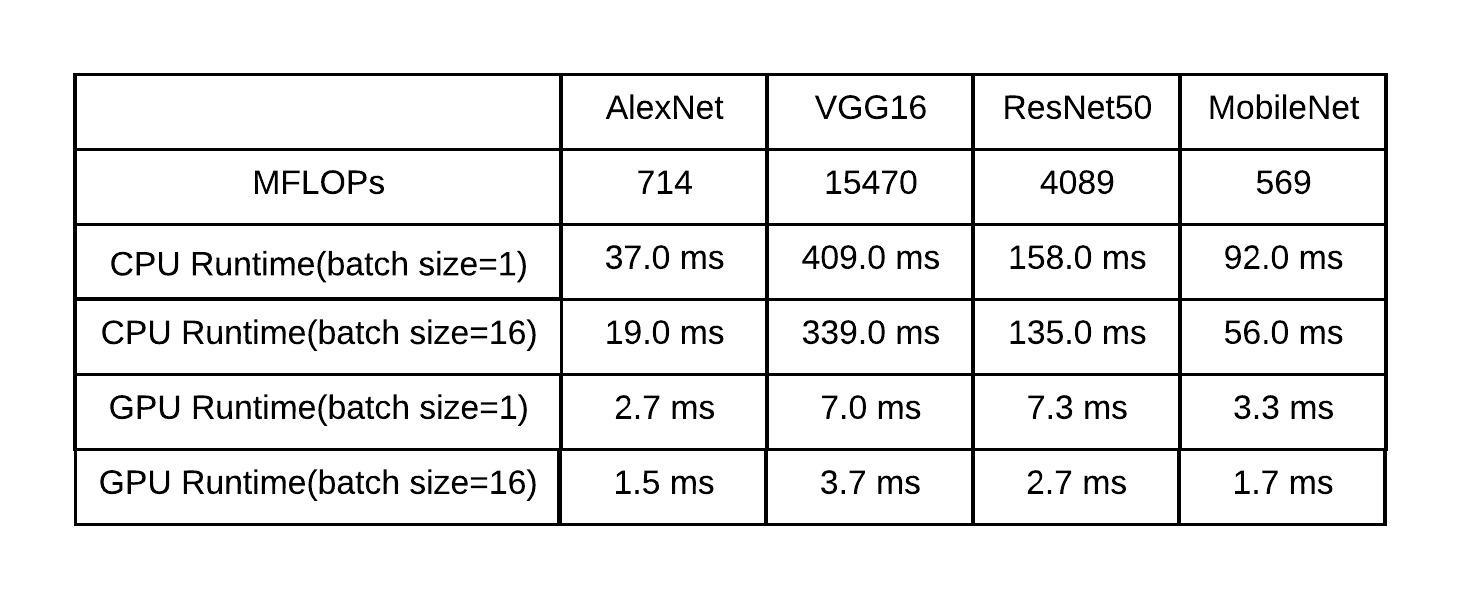 AlexNet VGG16 ResNet50 MobileNet
MFLOPs 714 15470 4089 569
CPU Runtime(batch size=1) 37.0 ms 409.0 ms 158.0 ms 92.0 ms
CPU Runtime(batch size=16) 19.0 ms 339.0 ms 135.0 ms 56.0 ms
GPU Runtime(batch size=1) 2.7 ms 7.0 ms 7.3 ms 3.3 ms
GPU Runtime(batch size=16) 1.5 ms 3.7 ms 2.7 ms 1.7 ms